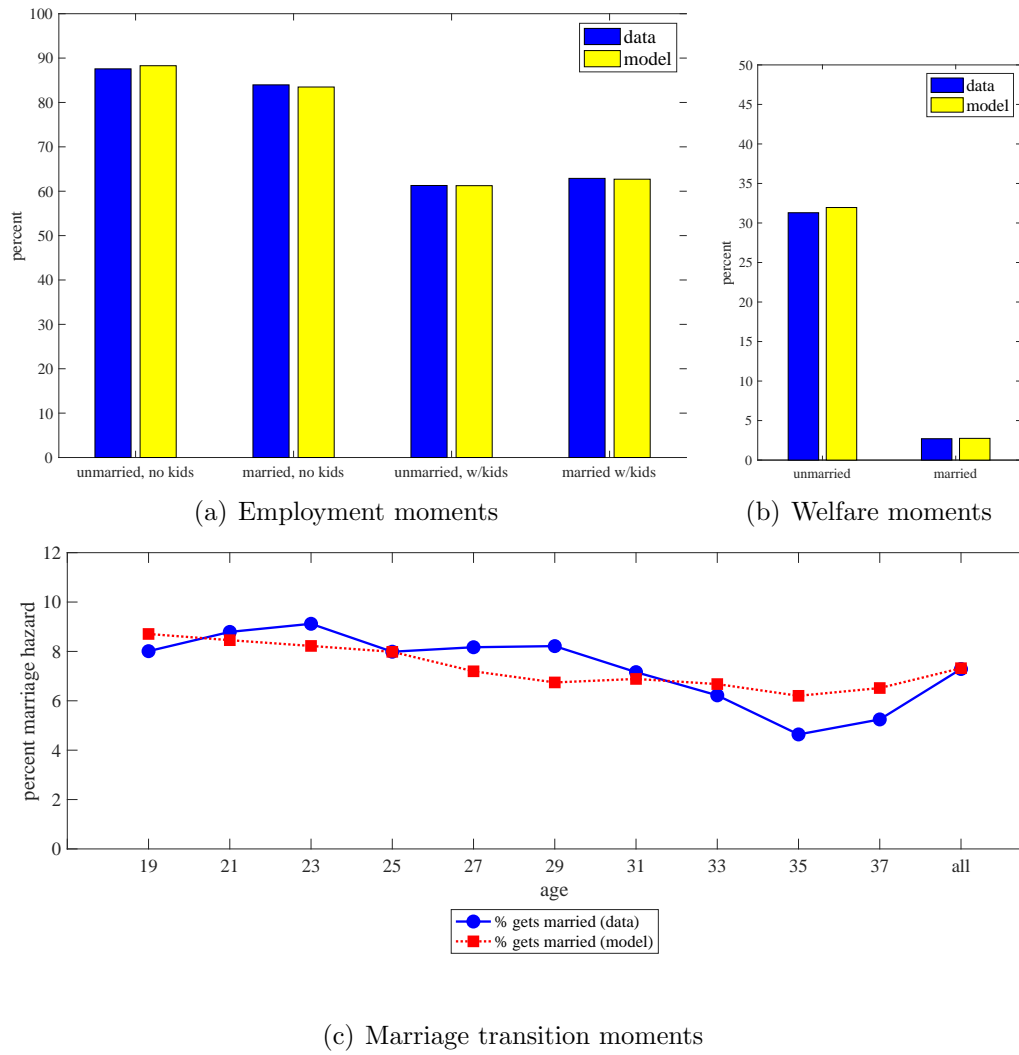 100
90
80
70
60
50
40
30
20
10
0
percent
data
model
unmarried, no kids
married, no kids
unmarried, w/kids
married w/kids
(a) Employment moments
50
45
40
35
30
25
20
15
10
5
0
percent
data
model
unmarried
married
(b) Welfare moments
12
10
8
6
4
2
0
percent marriage hazard
19 21 23 25 27 29 31 33 35 37 all
age
% gets married (data)
% gets married (model)
(c) Marriage transition moments